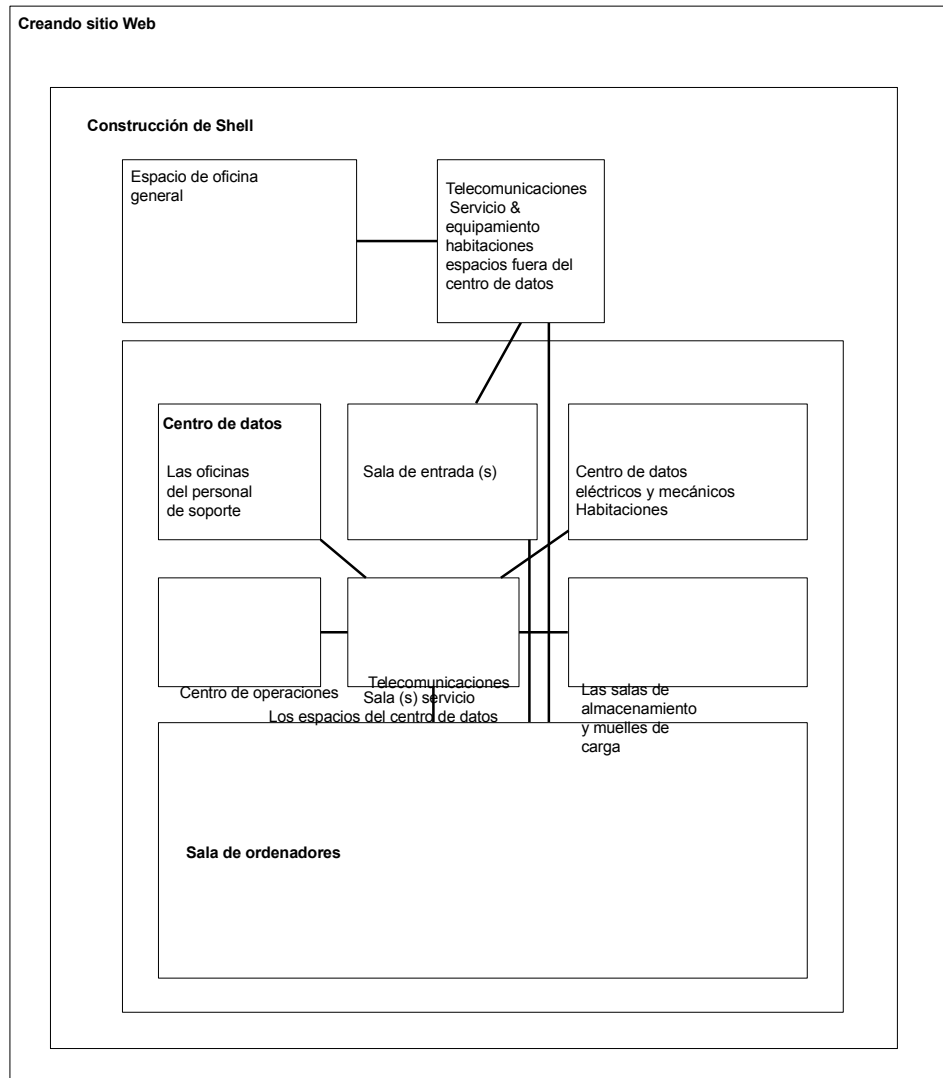 Creando sitio Web
Construcción de Shell
Espacio de oficina
general
Telecomunicaciones
Servicio &
equipamiento
habitaciones
espacios fuera del
centro de datos
Centro de datos
Las oficinas
del personal
de soporte
Sala de entrada (s)
Centro de datos
eléctricos y mecánicos
Habitaciones
Centro de operaciones
Telecomunicaciones
Sala (s) servicio
Los espacios del centro de datos
Las salas de
almacenamiento
y muelles de
carga
Sala de ordenadores